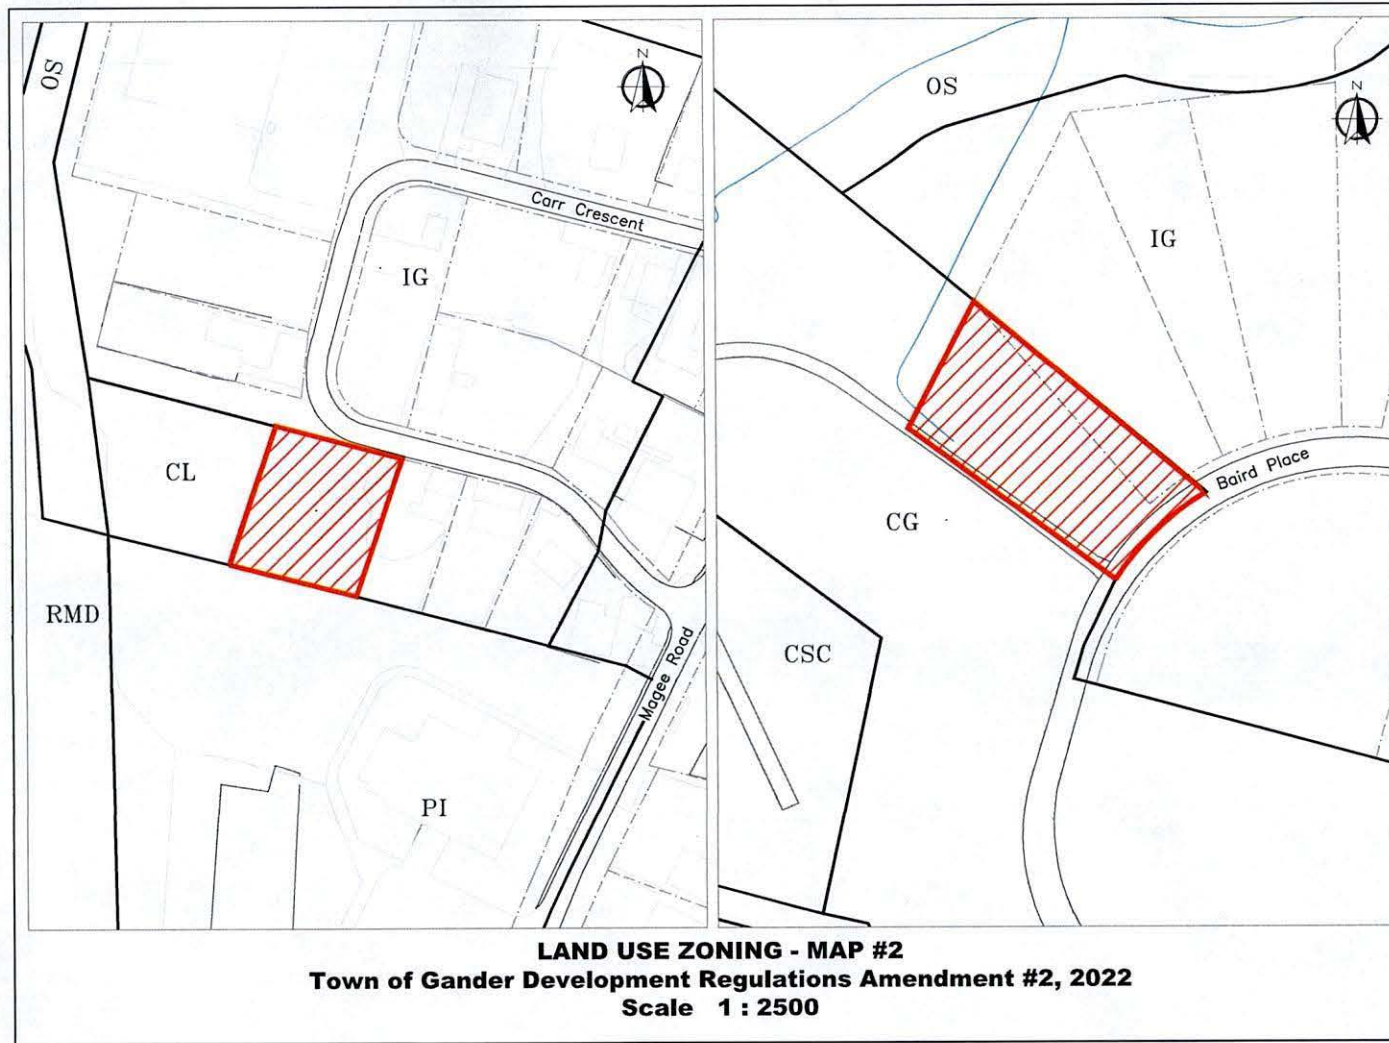 OS
N
Carr Crescent
IG
CL
RMD
Magee Road
PI
OS
N
IG
Baird Place
CG
CSC
LAND USE ZONING - MAP #2
Town of Gander Development Regulations Amendment #2, 2022
Scale 1 : 2500